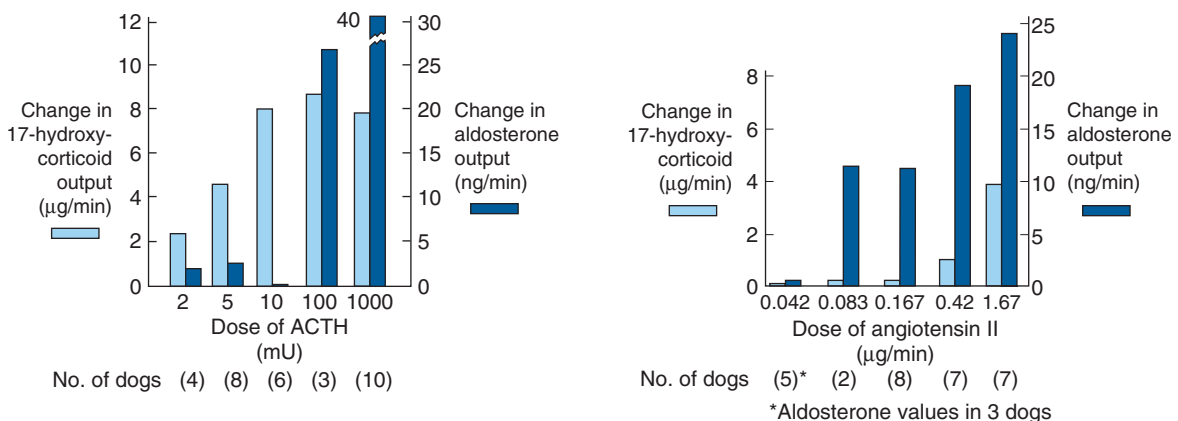 12
10
8
6
4
2
0
40
30
25
20
15
10
5
0
Change in
17-hydroxy-
corticoid
output
(μg/min)
Change in
aldosterone
output
(ng/min)
2 5 10 100 1000
Dose of ACTH
(mU)
No. of dogs (4) (8) (6) (3) (10)
8
6
4
2
0
25
20
15
10
5
0
Change in
17-hydroxy-
corticoid
output
(μg/min)
Change in
aldosterone
output
(ng/min)
0.042 0.083 0.167 0.42 1.67
Dose of angiotensin II
(μg/min)
No. of dogs (5)* (2) (8) (7) (7)
*Aldosterone values in 3 dogs